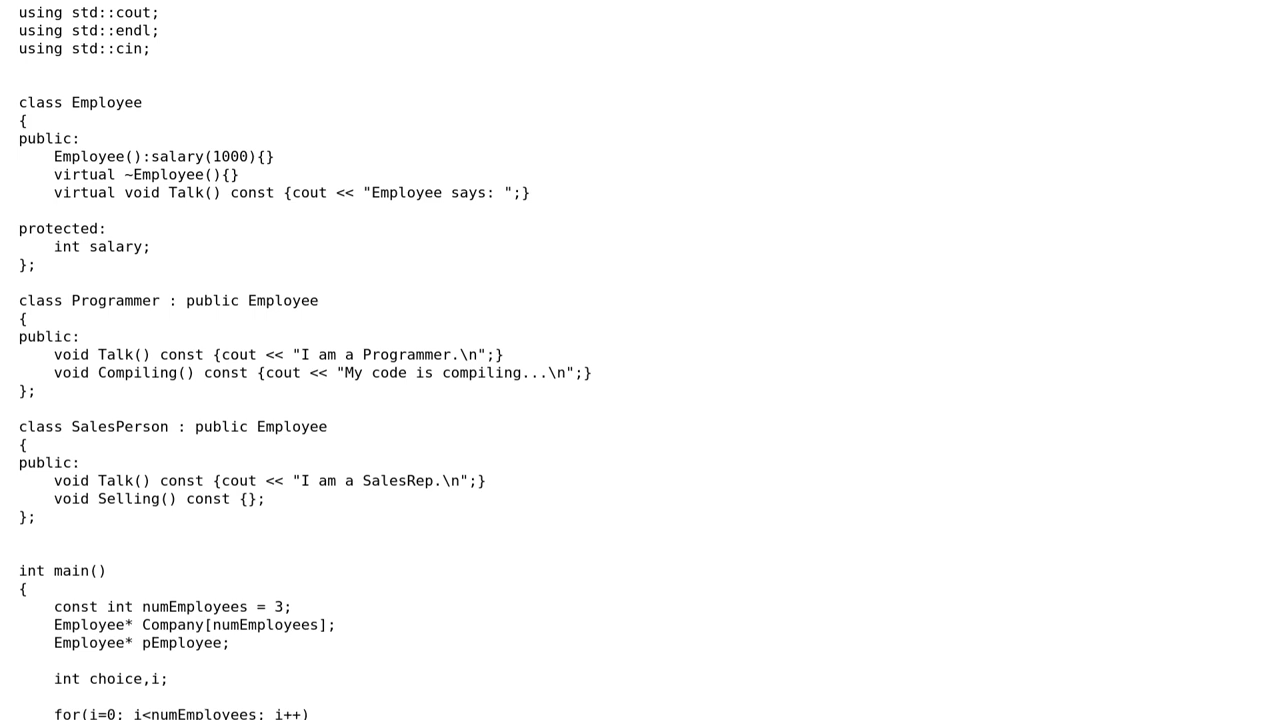 using std::cout;
using std::endl;
using std::cin;
class Employee
{
public:
    Employee():salary(1000){}
    virtual ~Employee(){}
    virtual void Talk() const {cout << "Employee says: ";}
protected:
    int salary;
};
class Programmer : public Employee
{
public:
    void Talk() const {cout << "I am a Programmer.\n";}
    void Compiling() const {cout << "My code is compiling...\n";}
};
class SalesPerson : public Employee
{
public:
    void Talk() const {cout << "I am a SalesRep.\n";}
    void Selling() const {};
};
int main()
{
    const int numEmployees = 3;
    Employee* Company[numEmployees];
    Employee* pEmployee;
    int choice,i;
    for(i=0; i<numEmployees; i++)